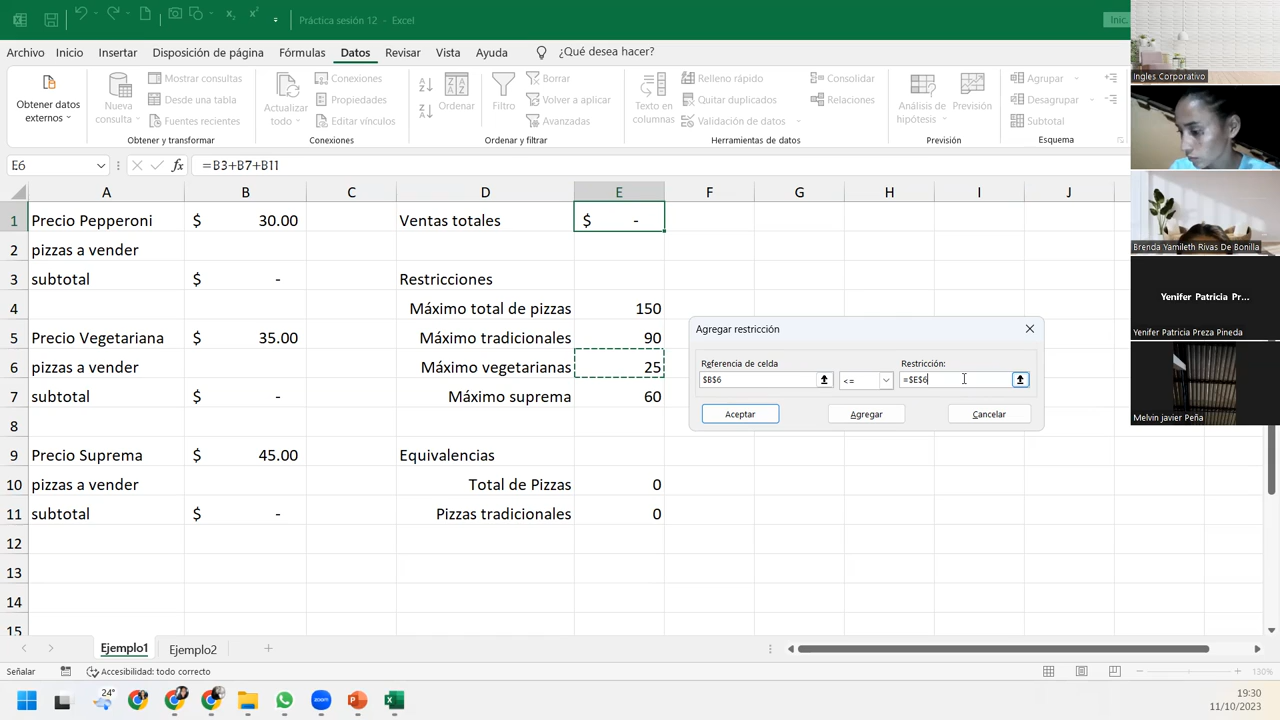 Práctica sesión 12 - Excel
Inic
Archivo Inicio Insertar Disposición de página Fórmulas Datos Revisar Vista Ayuda ¿Qué desea hacer?
Obtener datos externos
Nueva consulta
Mostrar consultas
Desde una tabla
Fuentes recientes
Obtener y transformar
Actualizar todo
Conexiones
Propiedades
Editar vínculos
Conexiones
Ordenar
Filtro
Volver a aplicar
Avanzadas
Ordenar y filtrar
Texto en columnas
Relleno rápido
Quitar duplicados
Validación de datos
Consolidar
Relaciones
Herramientas de datos
Análisis de hipótesis
Previsión
Previsión
Agrupar
Desagrupar
Subtotal
Esquema
E6 fx =B3+B7+B11
A B C D E F G H I J
1 Precio Pepperoni $ 30.00 Ventas totales $ -
2 pizzas a vender
3 subtotal $ - Restricciones
4 Máximo total de pizzas 150
5 Precio Vegetariana $ 35.00 Máximo tradicionales 90
6 pizzas a vender Máximo vegetarianas 25
7 subtotal $ - Máximo suprema 60
8
9 Precio Suprema $ 45.00 Equivalencias
10 pizzas a vender Total de Pizzas 0
11 subtotal $ - Pizzas tradicionales 0
12
13
14
15
Agregar restricción
Referencia de celda Restricción:
$B$6 <= =$E$6
Aceptar Agregar Cancelar
Ingles Corporativo
Brenda Yamileth Rivas De Bonilla
Yenifer Patricia Pr...
Yenifer Patricia Preza Pineda
Melvin javier Peña
Ejemplo1 Ejemplo2
Señalar Accesibilidad: todo correcto 130%
24°
zoom
19:30
11/10/2023